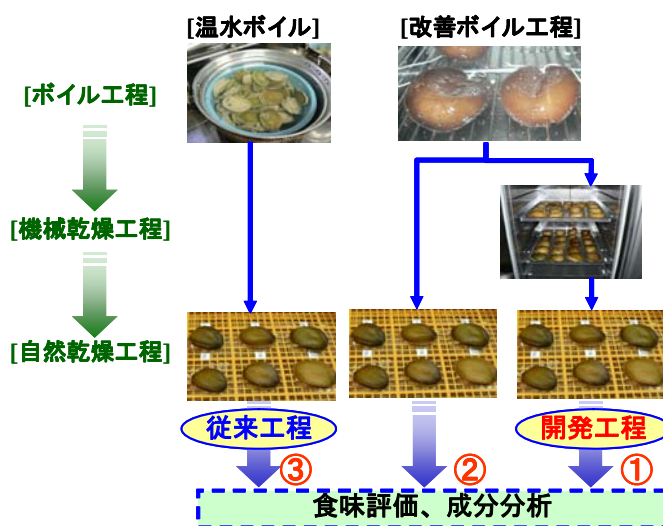 [温水ボイル]
[改善ボイル工程]
[ボイル工程]
[機械乾燥工程]
[自然乾燥工程]
従来工程
開発工程
③
②
①
食味評価、成分分析